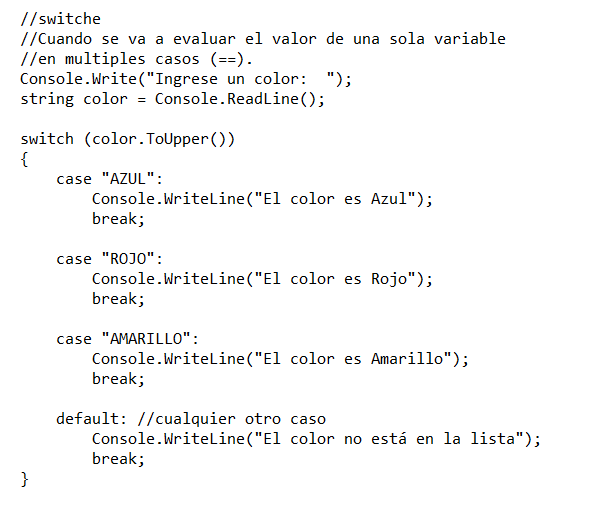 //switche
//Cuando se va a evaluar el valor de una sola variable
//en multiples casos (==).
Console.Write("Ingrese un color:  ");
string color = Console.ReadLine();

switch (color.ToUpper())
{
    case "AZUL":
        Console.WriteLine("El color es Azul");
        break;

    case "ROJO":
        Console.WriteLine("El color es Rojo");
        break;

    case "AMARILLO":
        Console.WriteLine("El color es Amarillo");
        break;

    default: //cualquier otro caso
        Console.WriteLine("El color no está en la lista");
        break;
}